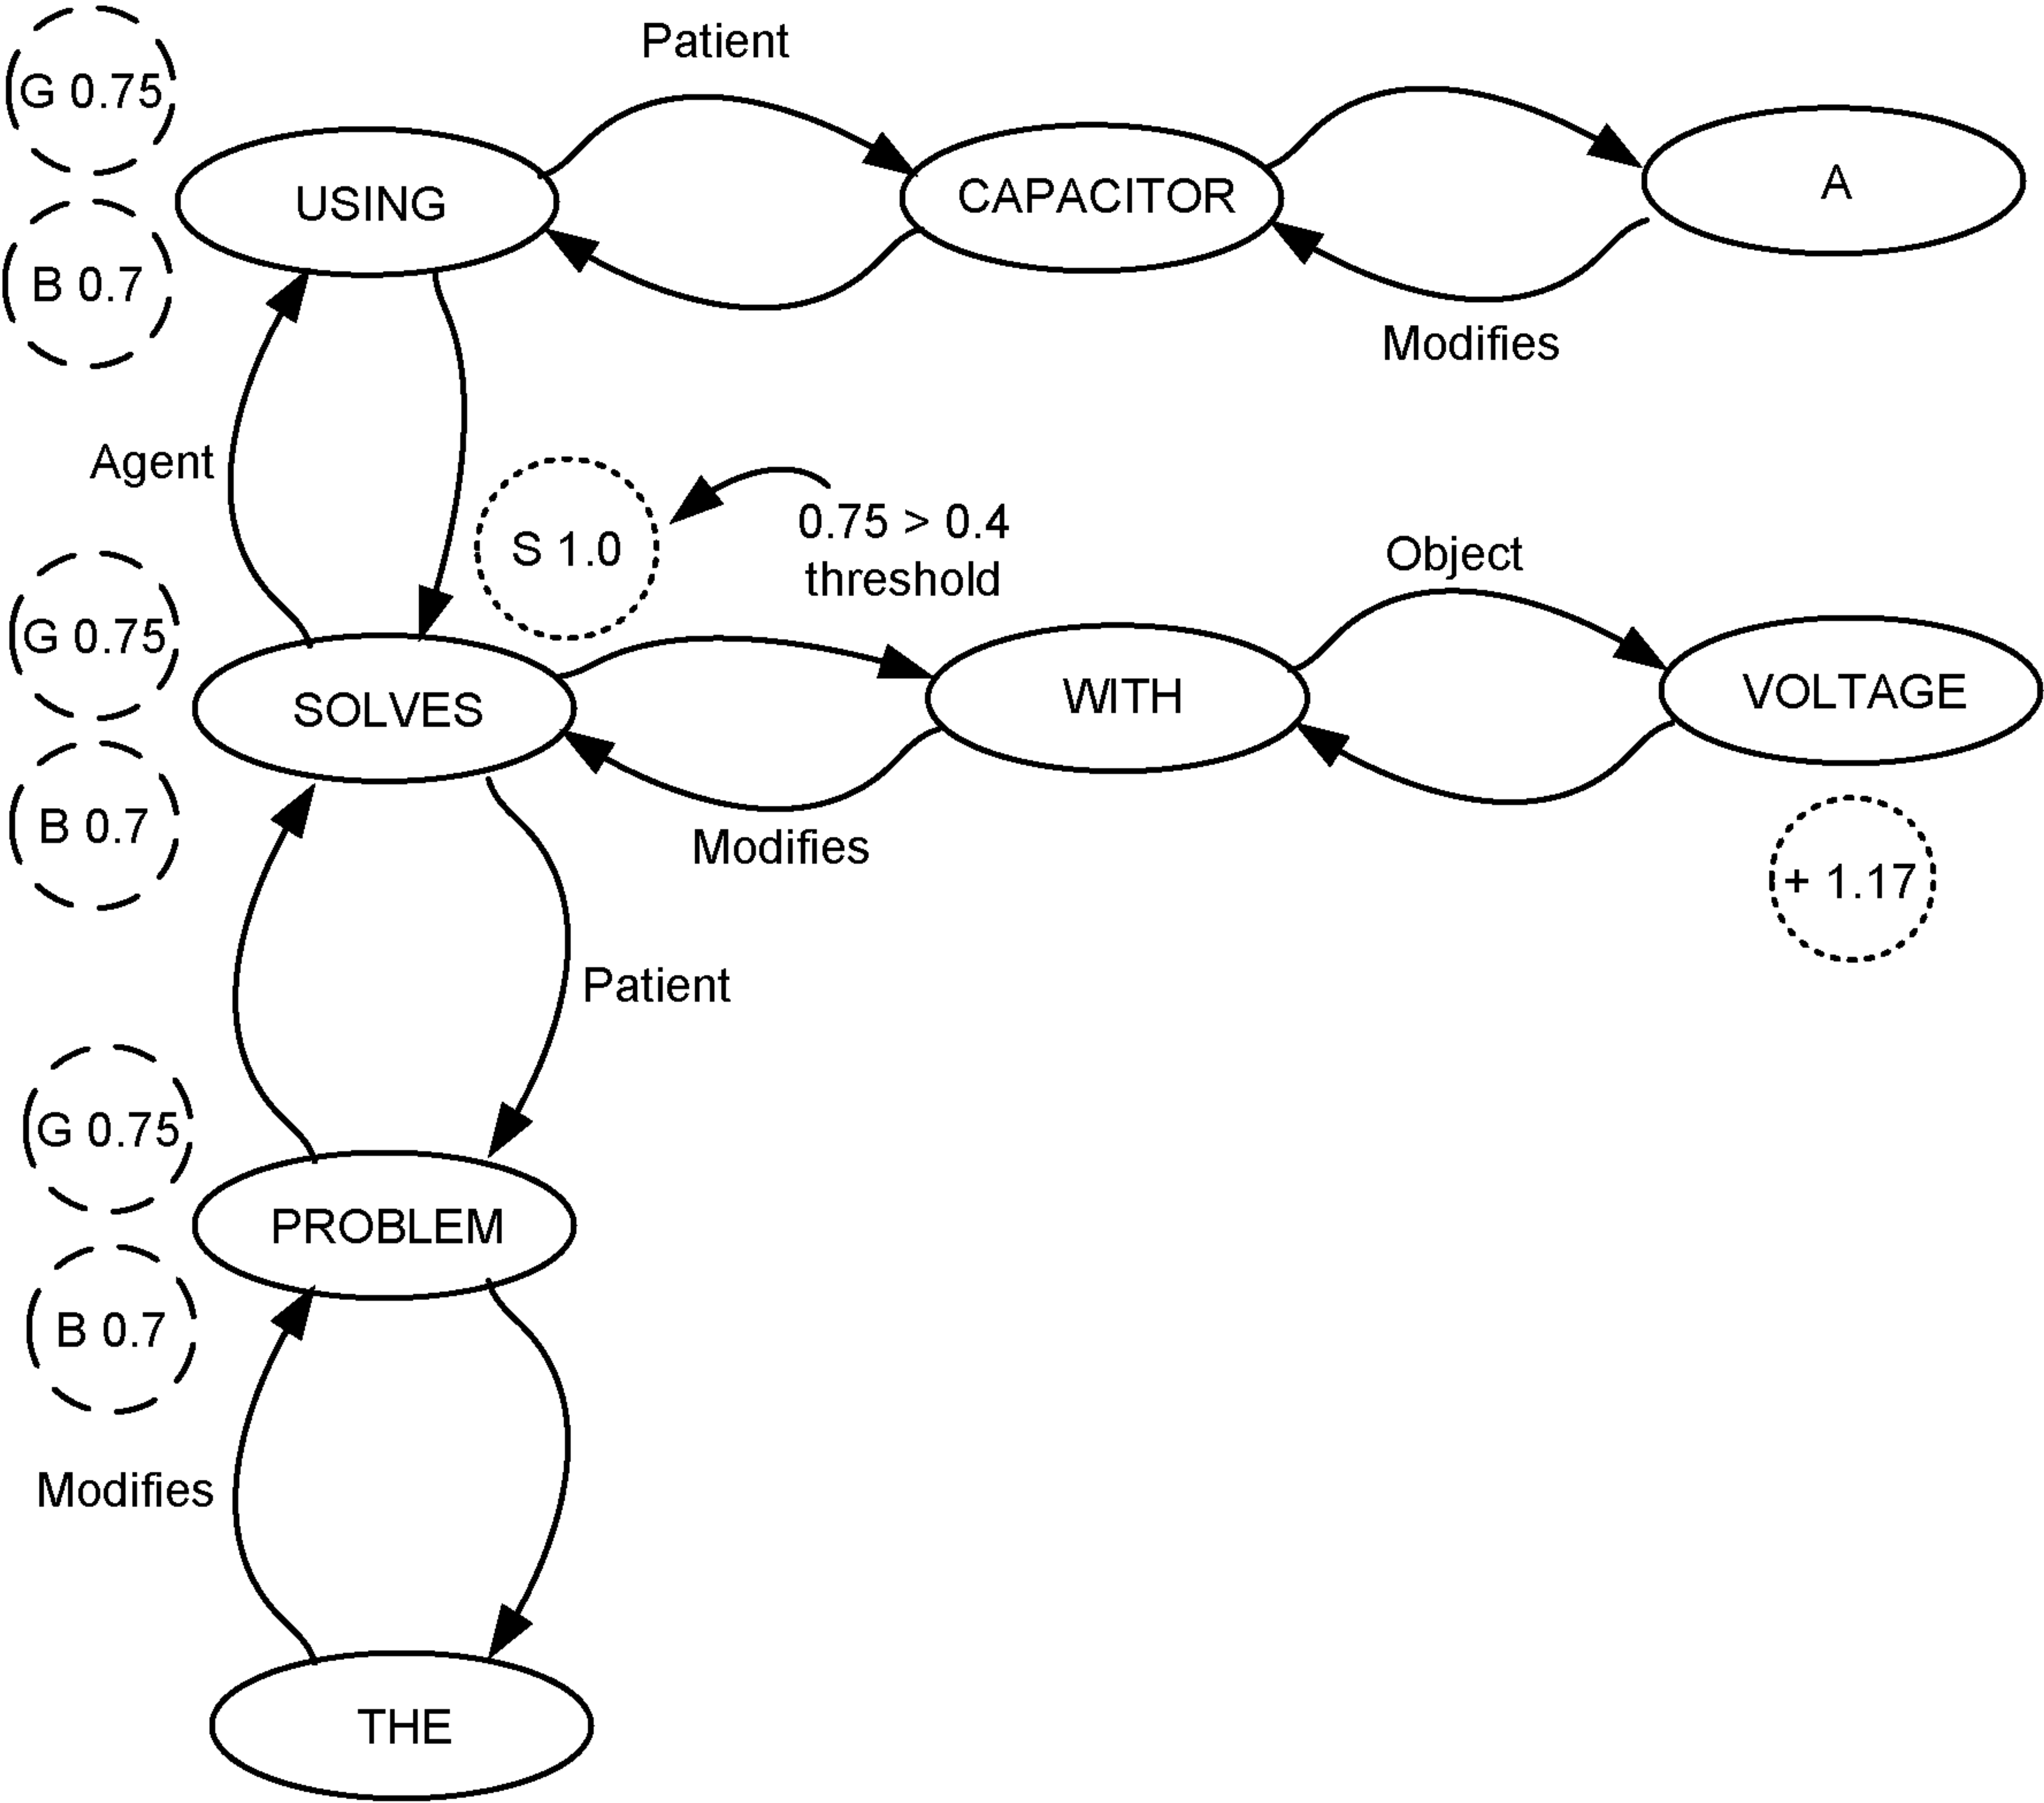 Patient
G 0.75
USING
CAPACITOR
A
B 0.7
Modifies
Agent
S 1.0
0.75 > 0.4
threshold
Object
G 0.75
SOLVES
WITH
VOLTAGE
B 0.7
Modifies
+ 1.17
Patient
G 0.75
PROBLEM
B 0.7
Modifies
THE